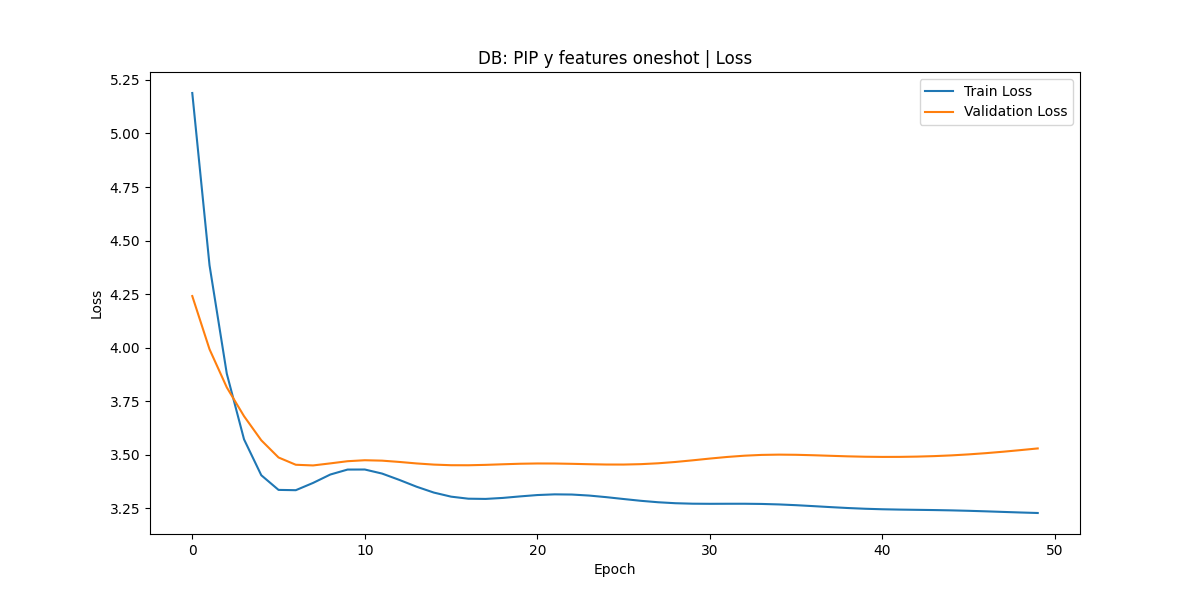 DB: PIP y features oneshot | Loss
Train Loss
Validation Loss
5.25
5.00
4.75
4.50
4.25
4.00
3.75
3.50
3.25
Loss
0 10 20 30 40 50
Epoch